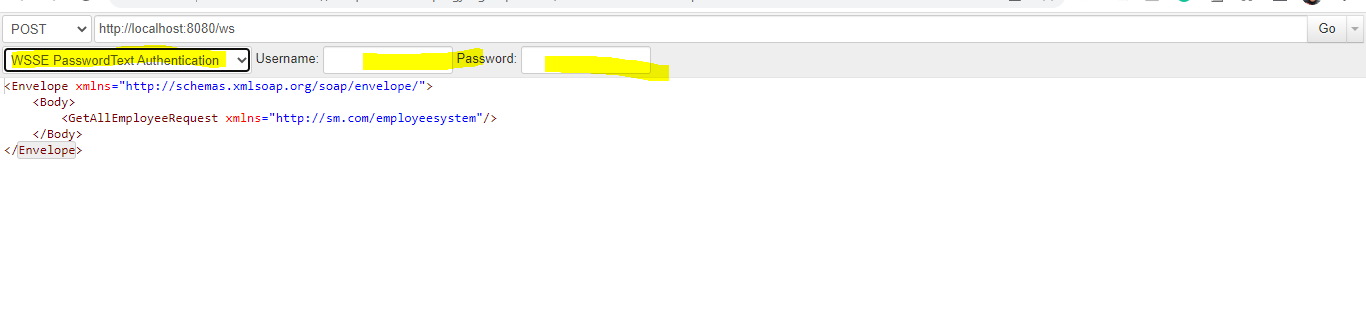 POST http://localhost:8080/ws Go
WSSE PasswordText Authentication Username: Password:
<Envelope xmlns="http://schemas.xmlsoap.org/soap/envelope/">
<Body>
<GetAllEmployeeRequest xmlns="http://sm.com/employeesystem"/>
</Body>
</Envelope>